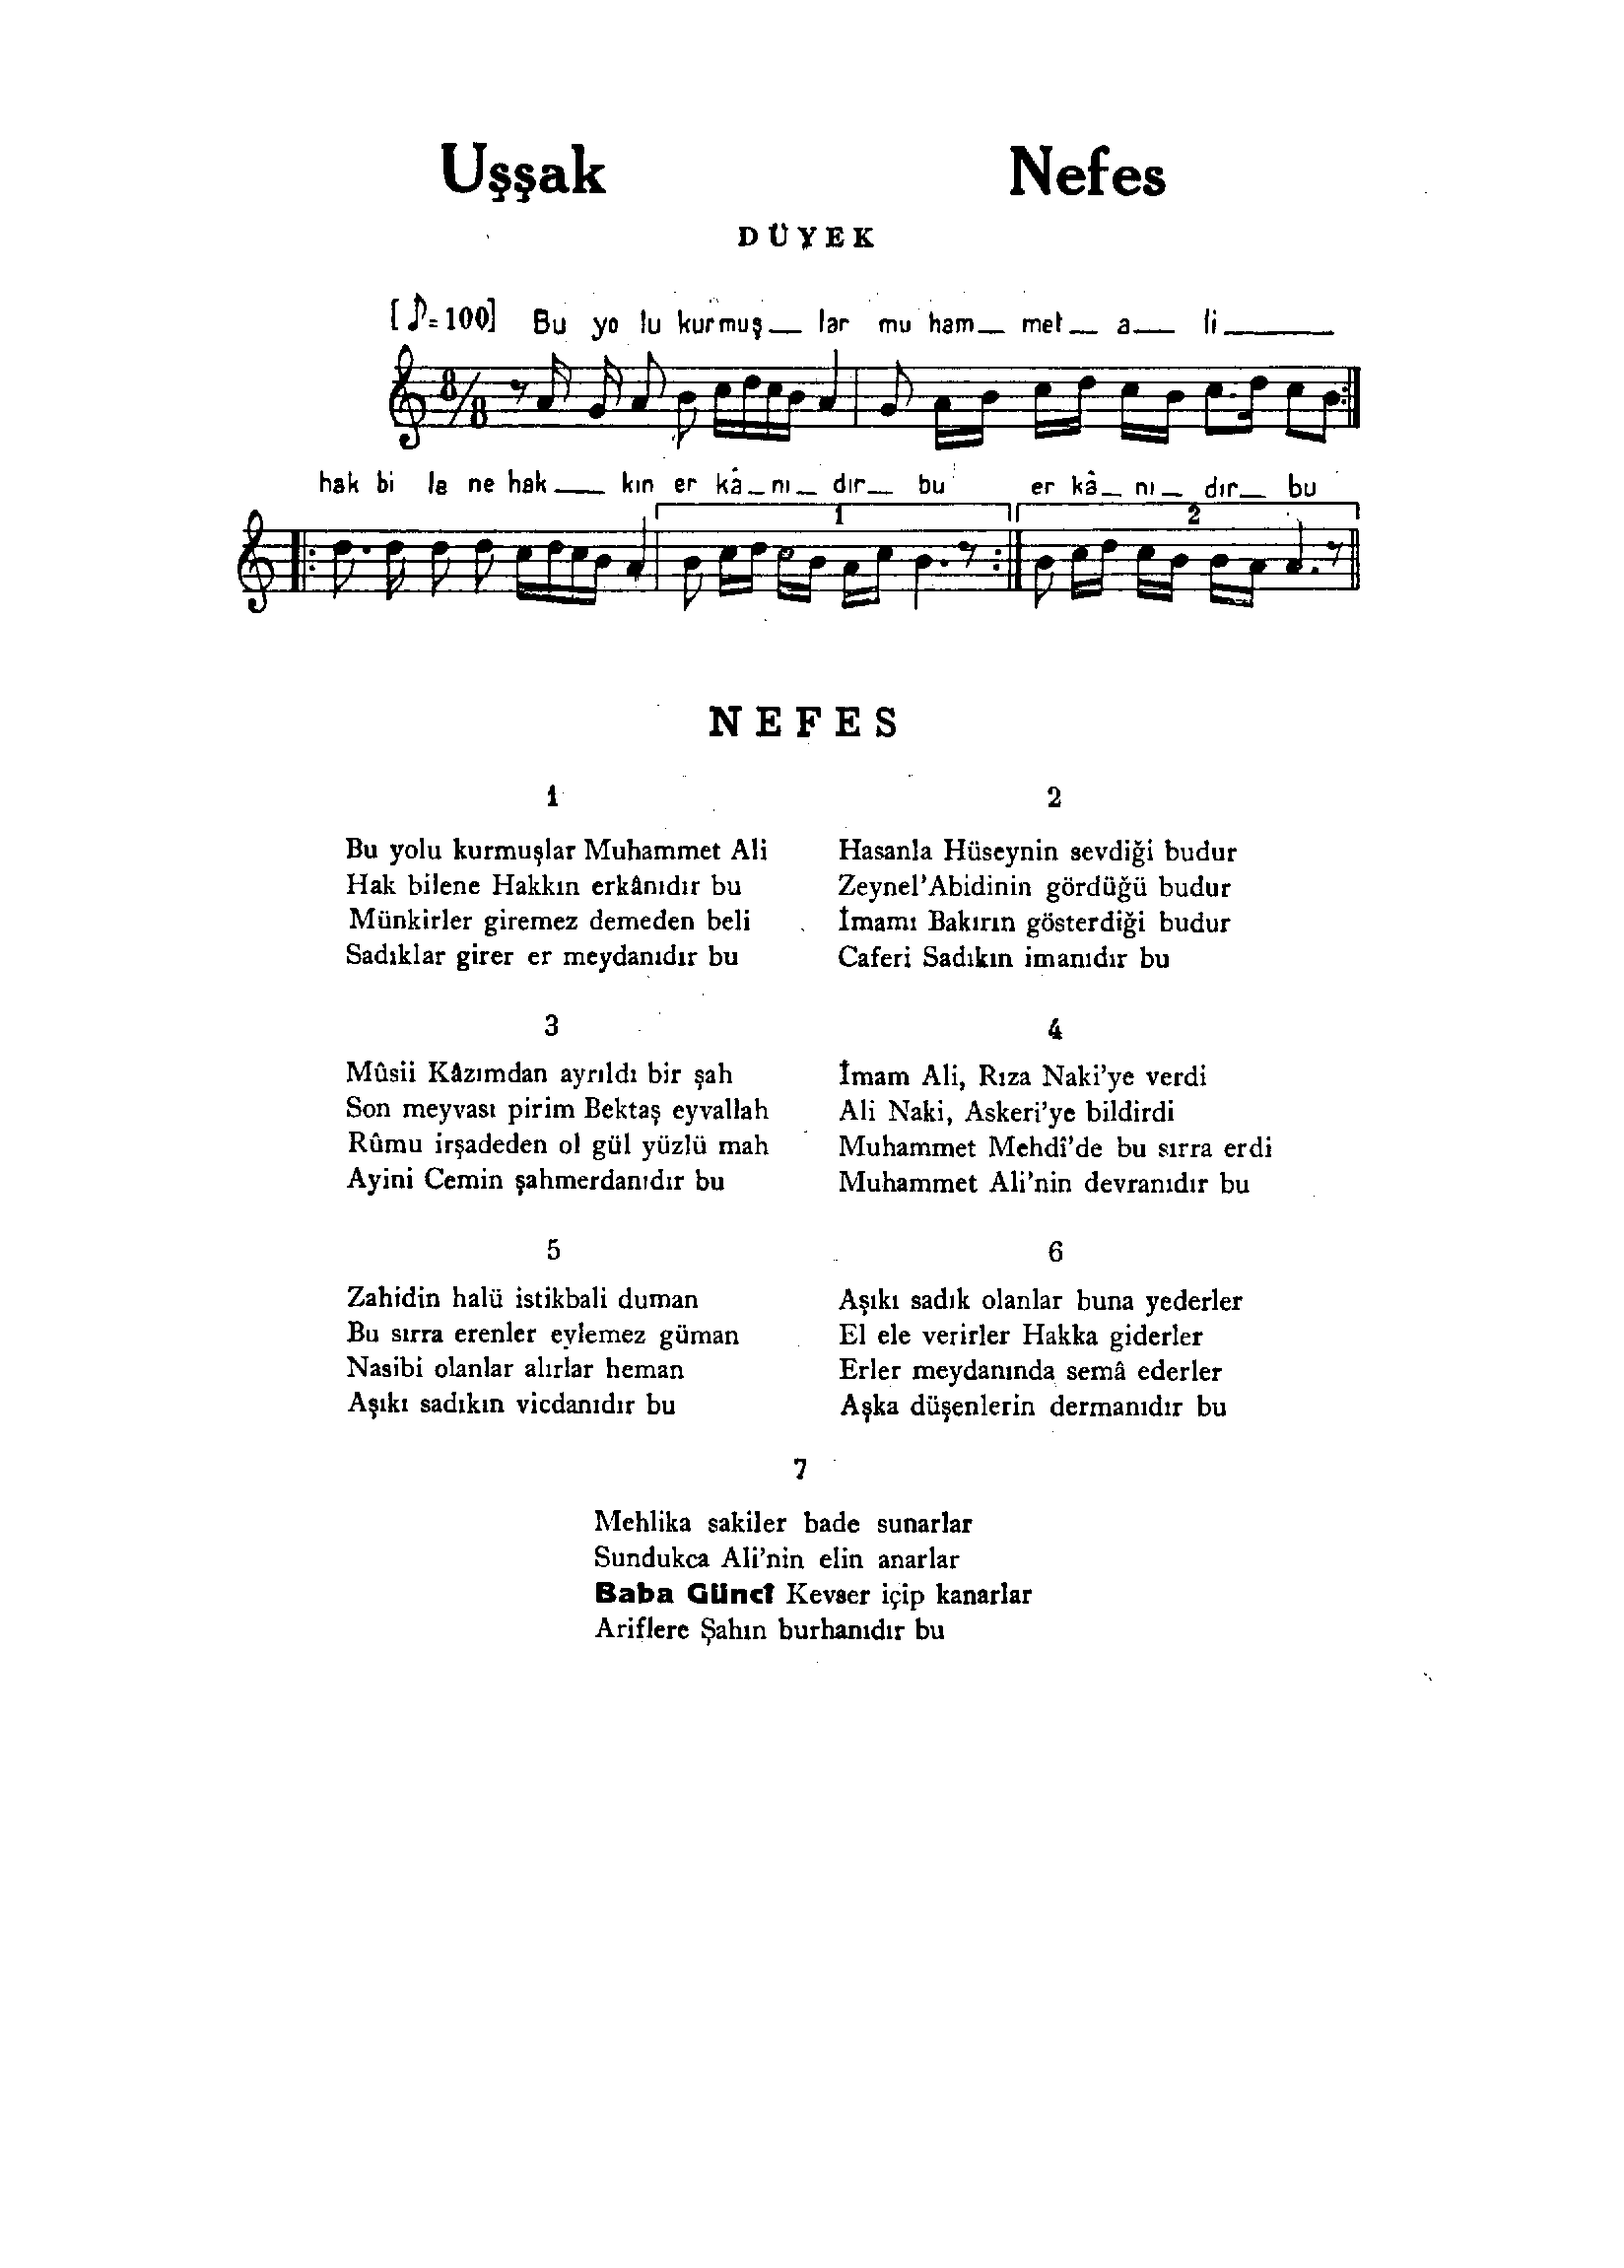 Uşşak Nefes
DÜYEK
[♪=100] Bu yo lu kurmuş__ lar mu ham__ met__ a__ li____
8/8
hak bi le ne hak___ kın er kâ_nı_ dır_ bu er kâ_ nı_ dır_ bu
1 2
NEFES
1
Bu yolu kurmuşlar Muhammet Ali
Hak bilene Hakkın erkânıdır bu
Münkirler giremez demeden beli
Sadıklar girer er meydanıdır bu
2
Hasanla Hüseynin sevdiği budur
Zeynel'Abidinin gördüğü budur
İmamı Bakırın gösterdiği budur
Caferi Sadıkın imanıdır bu
3
Mûsii Kâzımdan ayrıldı bir şah
Son meyvası pirim Bektaş eyvallah
Rûmu irşadeden ol gül yüzlü mah
Ayini Cemin şahmerdanıdır bu
4
İmam Ali, Rıza Naki'ye verdi
Ali Naki, Askeri'ye bildirdi
Muhammet Mehdî'de bu sırra erdi
Muhammet Ali'nin devranıdır bu
5
Zahidin halü istikbali duman
Bu sırra erenler eylemez güman
Nasibi olanlar alırlar heman
Aşıkı sadıkın vicdanıdır bu
6
Aşıkı sadık olanlar buna yederler
El ele verirler Hakka giderler
Erler meydanında semâ ederler
Aşka düşenlerin dermanıdır bu
7
Mehlika sakiler bade sunarlar
Sundukca Ali'nin elin anarlar
Baba Güncî Kevser içip kanarlar
Ariflere Şahın burhanıdır bu